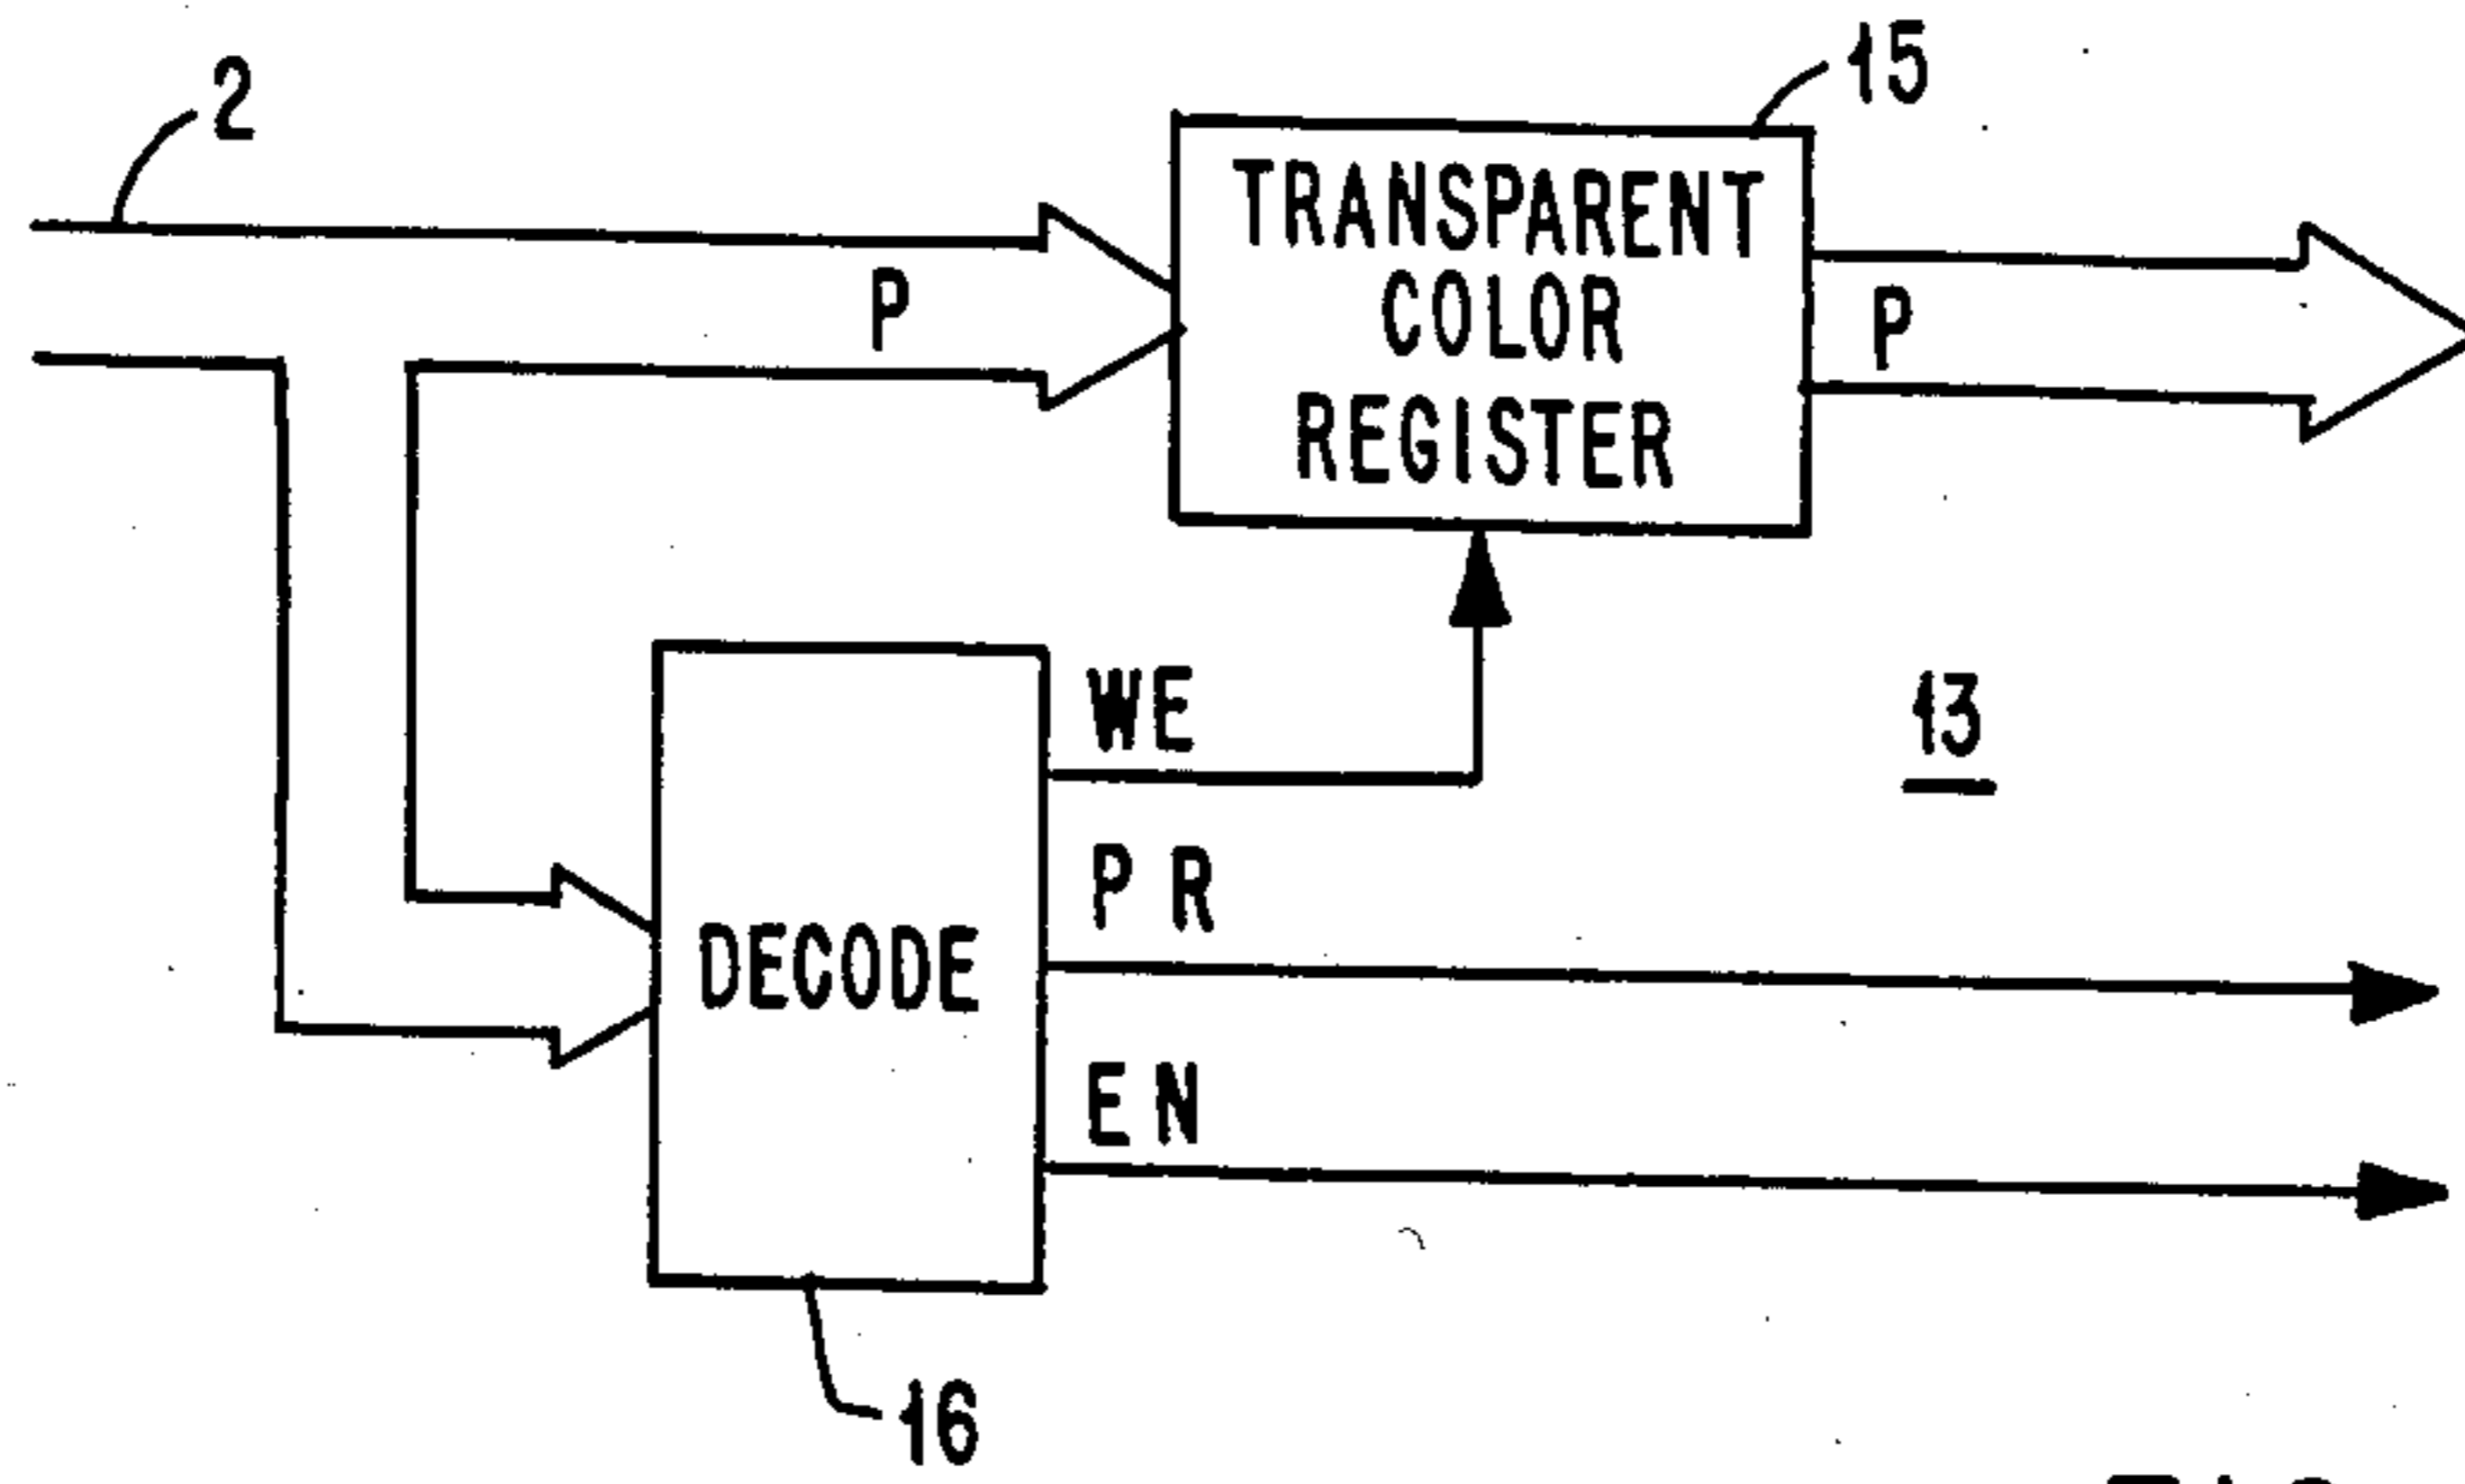 2
15
TRANSPARENT
COLOR
REGISTER
P
P
WE
13
PR
DECODE
EN
16